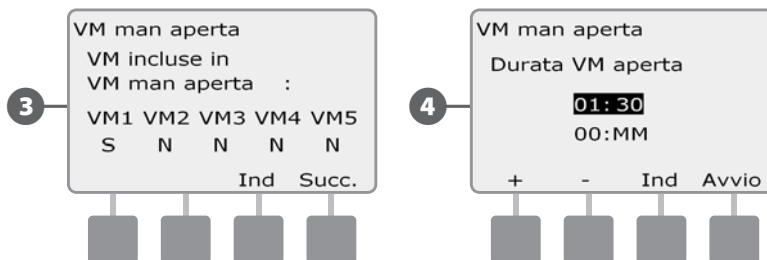 3
VM man aperta
VM incluse in
VM man aperta :
VM1 VM2 VM3 VM4 VM5
S N N N N
Ind Succ.
4
VM man aperta
Durata VM aperta
01:30
00:MM
+ - Ind Avvio